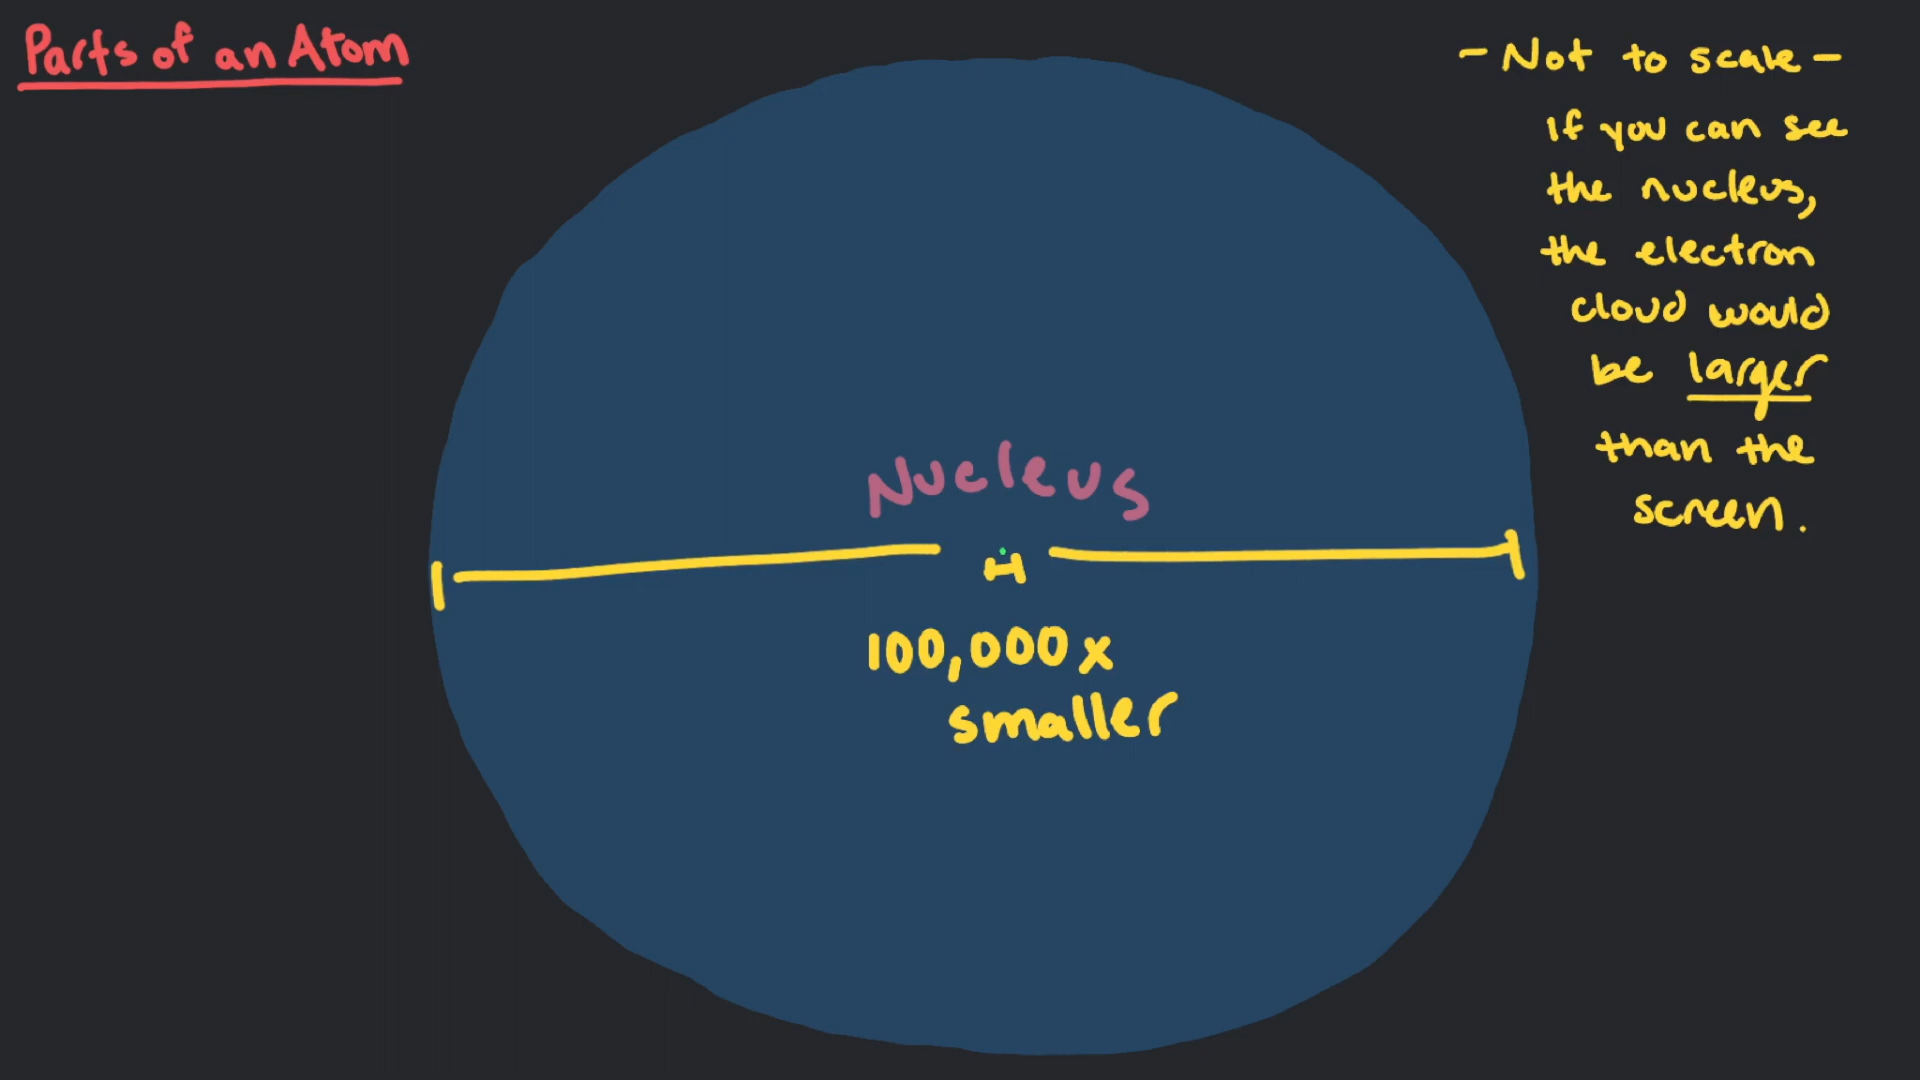 Parts of an Atom
- Not to scale -
If you can see
the nucleus,
the electron
cloud would
be larger
than the
screen.
Nucleus
100,000 x
smaller